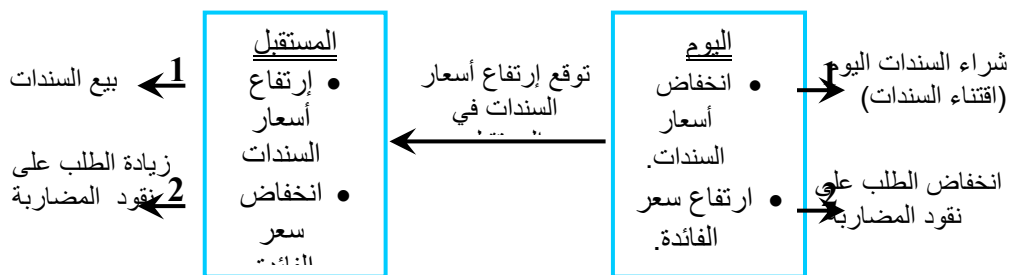 اليوم
• انخفاض
أسعار
السندات.
• ارتفاع سعر
الفائدة.
1
شراء السندات اليوم
(اقتناء السندات)
2
انخفاض الطلب على
نقود المضاربة
توقع إرتفاع أسعار
السندات في
المستقبل
• إرتفاع
أسعار
السندات
• انخفاض
سعر
1
بيع السندات
2
زيادة الطلب على
نقود المضاربة